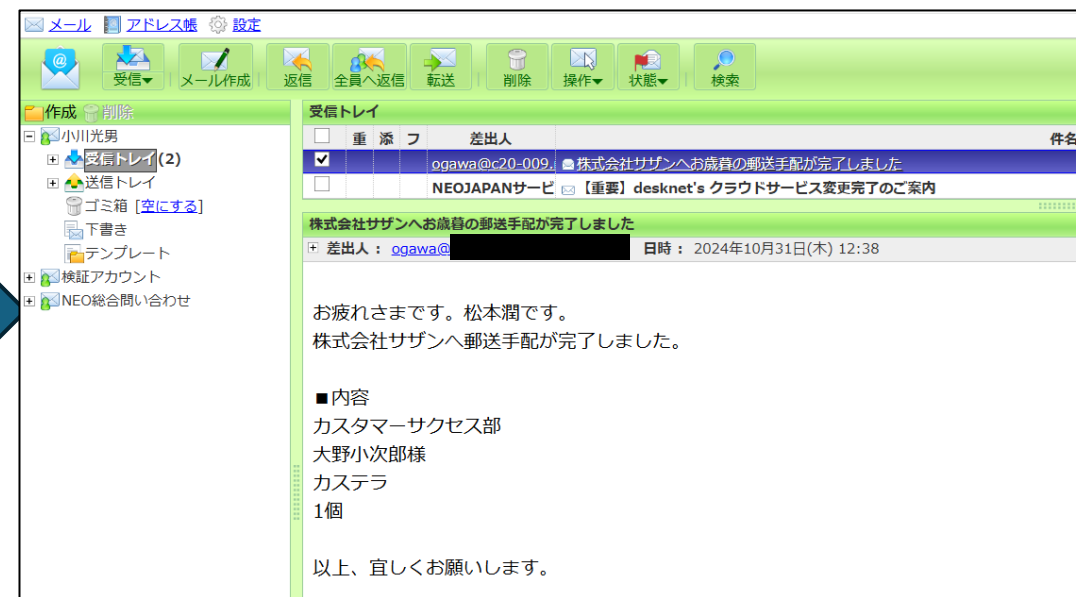 メール アドレス帳 設定
受信▼ メール作成 返信 全員へ返信 転送 削除 操作▼ 状態▼ 検索
作成 削除
小川光男
受信トレイ(2)
送信トレイ
ゴミ箱 [空にする]
下書き
テンプレート
検証アカウント
NEO総合問い合わせ
受信トレイ
重 添 フ 差出人 件名
ogawa@c20-009. 株式会社サザンへお歳暮の郵送手配が完了しました
NEOJAPANサービ 【重要】desknet's クラウドサービス変更完了のご案内
株式会社サザンへお歳暮の郵送手配が完了しました
差出人： ogawa@ 日時： 2024年10月31日(木) 12:38
お疲れさまです。松本潤です。
株式会社サザンへ郵送手配が完了しました。
■内容
カスタマーサクセス部
大野小次郎様
カステラ
1個
以上、宜しくお願いします。